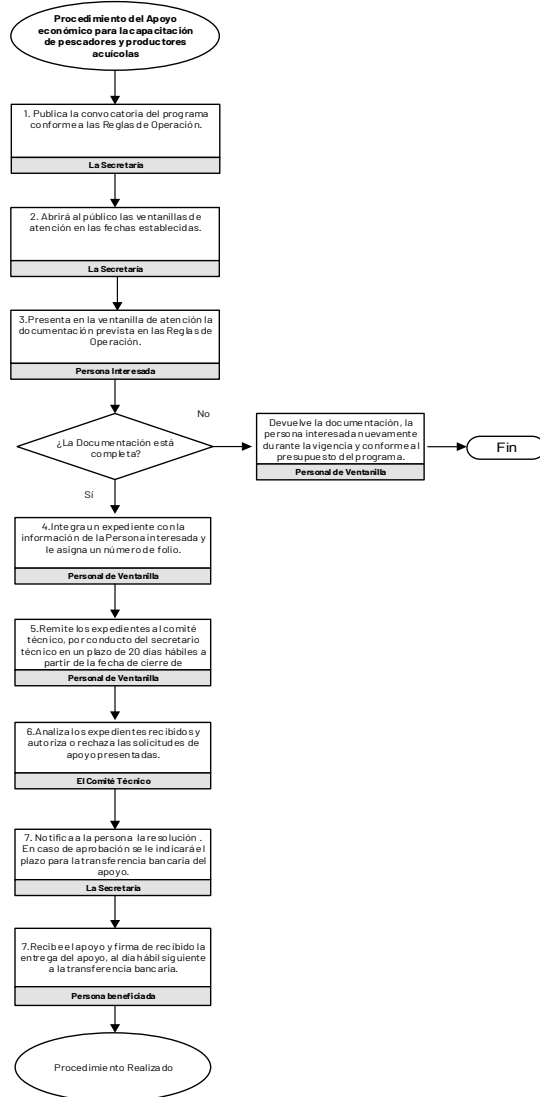 Procedimiento del Apoyo
económico para la capacitación
de pescadores y productores
acuícolas
1. Publica la convocatoria del programa
conforme a las Reglas de Operación.
La Secretaría
2. Abrirá al público las ventanillas de
atención en las fechas establecidas.
La Secretaría
3.Presenta en la ventanilla de atención la
documentación prevista en las Reglas de
Operación.
Persona Interesada
¿La Documentación está
completa?
No
Devuelve la documentación, la
persona interesada nuevamente
durante la vigencia y conforme al
presupuesto del programa.
Personal de Ventanilla
Fin
Sí
4.Integra un expediente con la
información de la Persona interesada y
le asigna un número de folio.
Personal de Ventanilla
5.Remite los expedientes al comité
técnico, por conducto del secretario
técnico en un plazo de 20 días hábiles a
partir de la fecha de cierre de
Personal de Ventanilla
6.Analiza los expedientes recibidos y
autoriza o rechaza las solicitudes de
apoyo presentadas.
El Comité Técnico
7. Notifica a la persona la resolución .
En caso de aprobación se le indicará el
plazo para la transferencia bancaria del
apoyo.
La Secretaría
7.Recibe el apoyo y firma de recibido la
entrega del apoyo, al día hábil siguiente
a la transferencia bancaria.
Persona beneficiada
Procedimiento Realizado